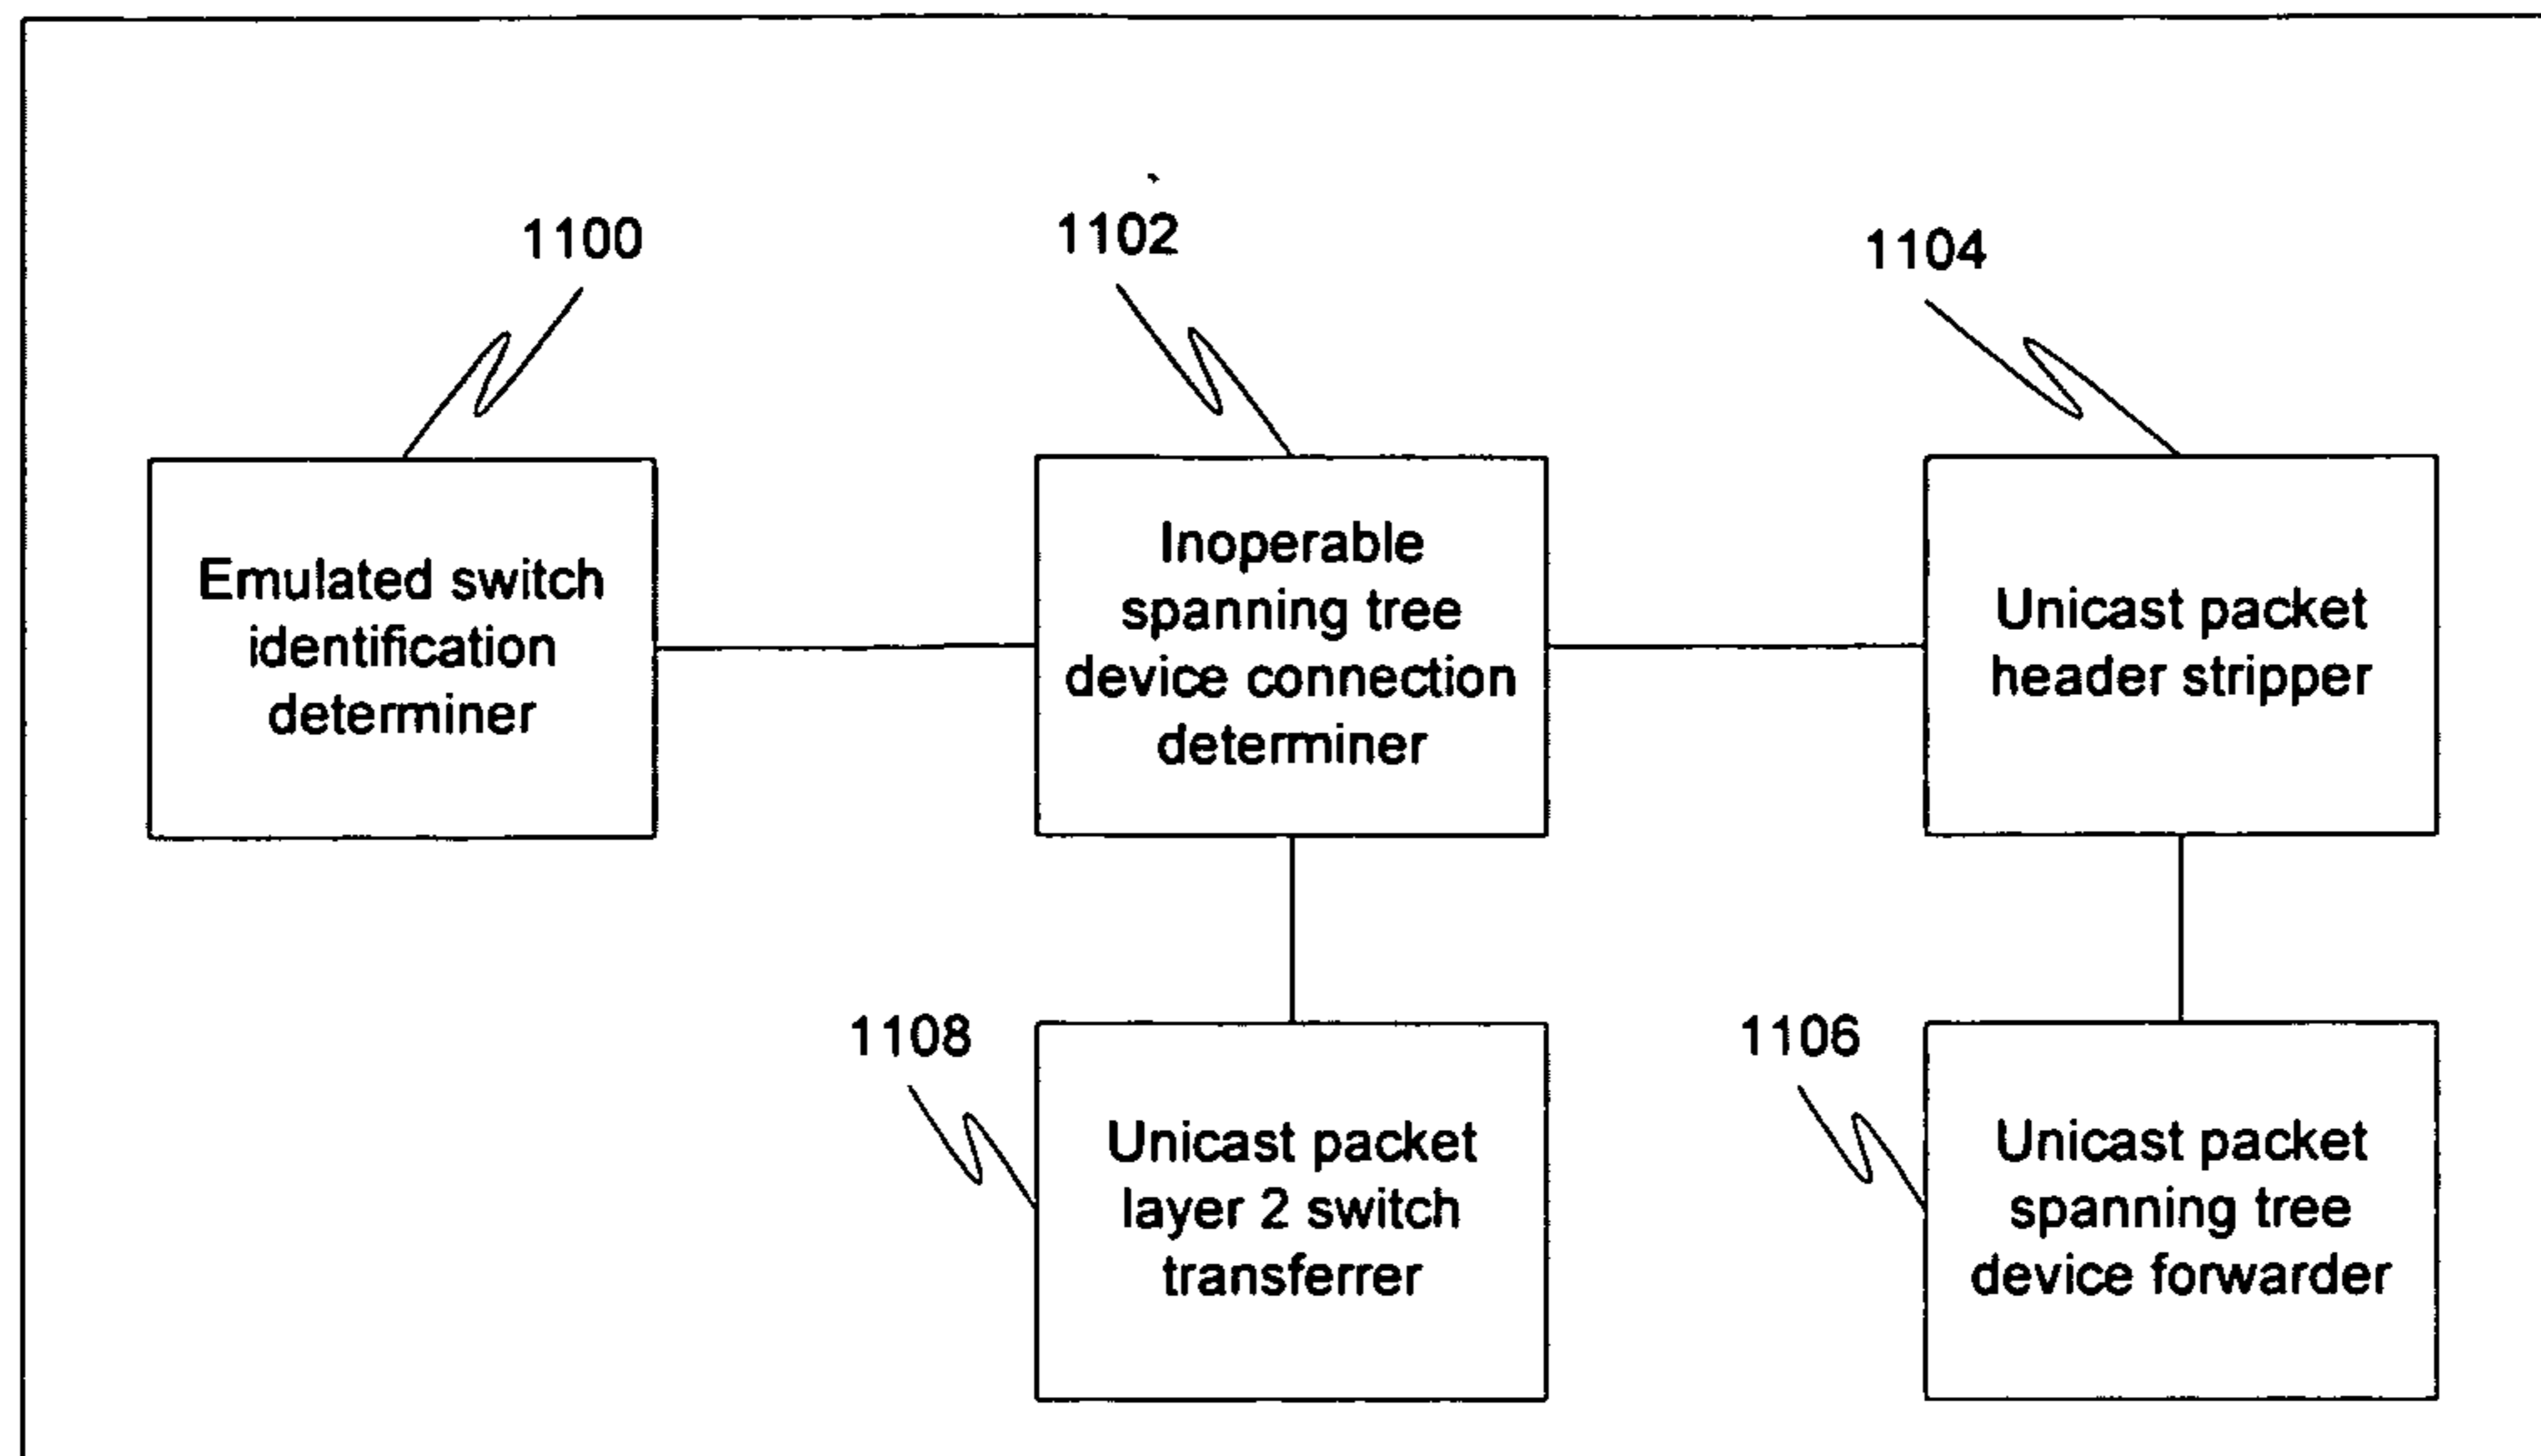 1100
1102
1104
Emulated switch
identification
determiner
Inoperable
spanning tree
device connection
determiner
Unicast packet
header stripper
1108
1106
Unicast packet
layer 2 switch
transferrer
Unicast packet
spanning tree
device forwarder